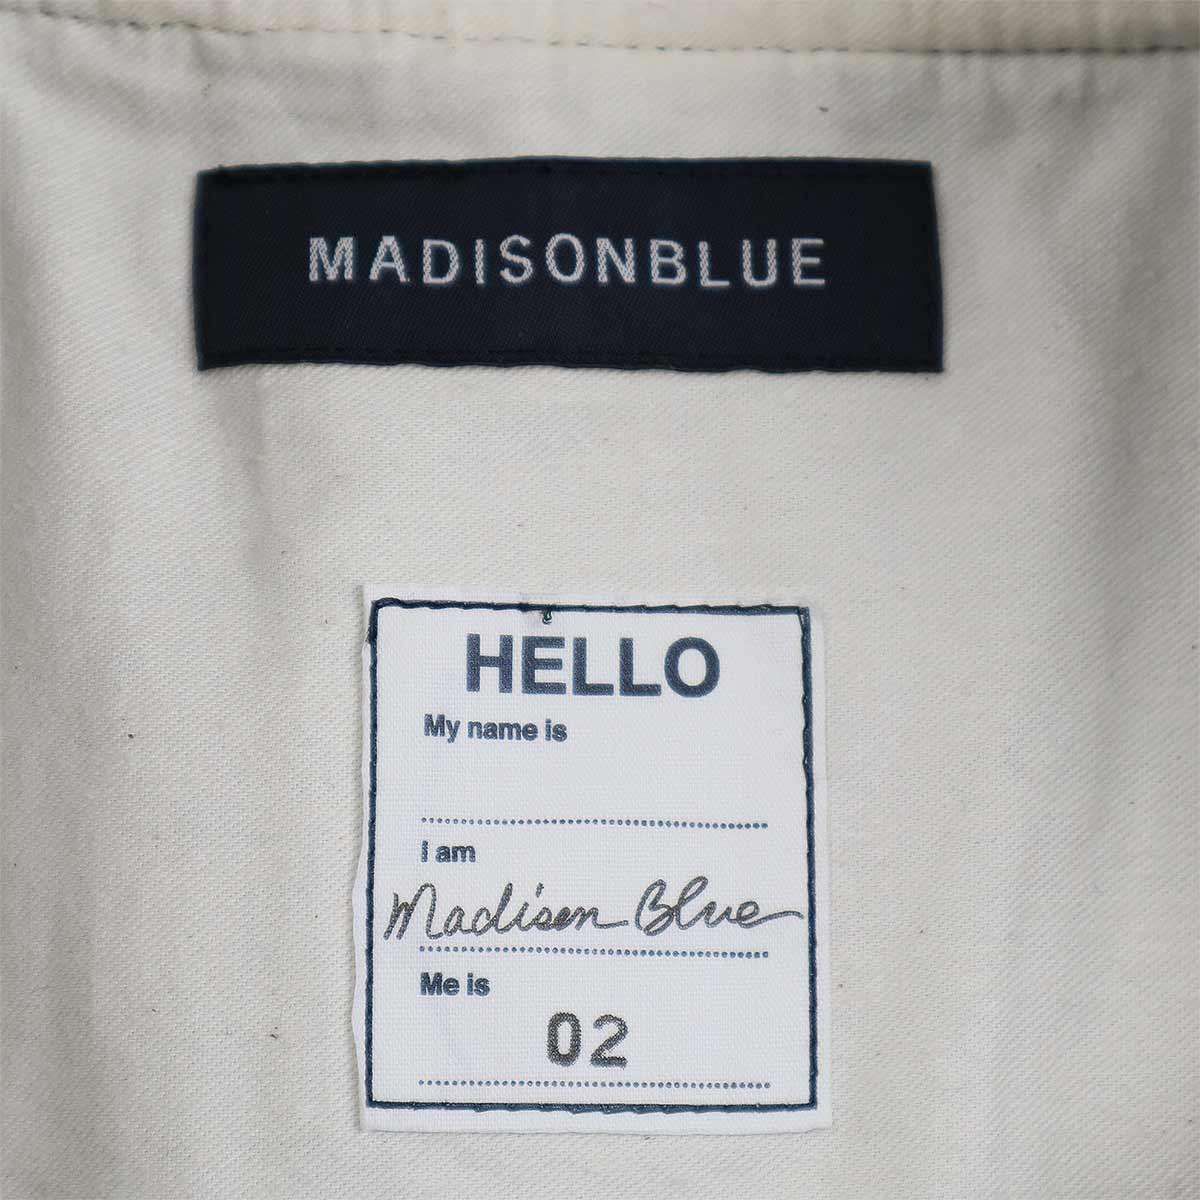 MADISONBLUE
HELLO
My name is
I am
Madison Blue
Me is
02